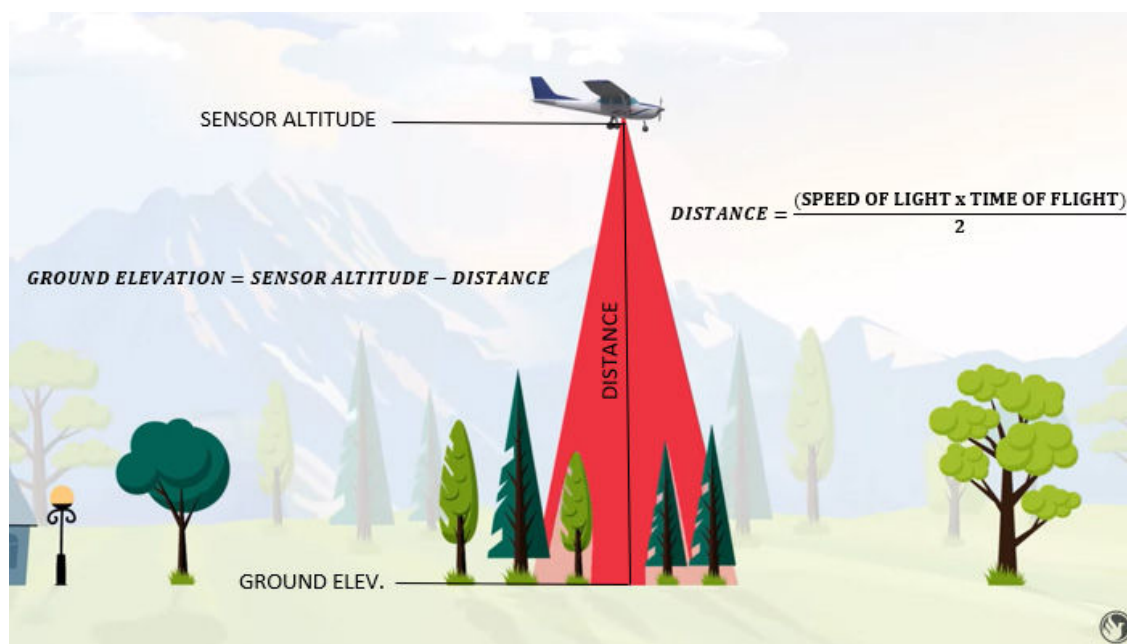 SENSOR ALTITUDE
DISTANCE = (SPEED OF LIGHT x TIME OF FLIGHT)
2
GROUND ELEVATION = SENSOR ALTITUDE − DISTANCE
DISTANCE
GROUND ELEV.